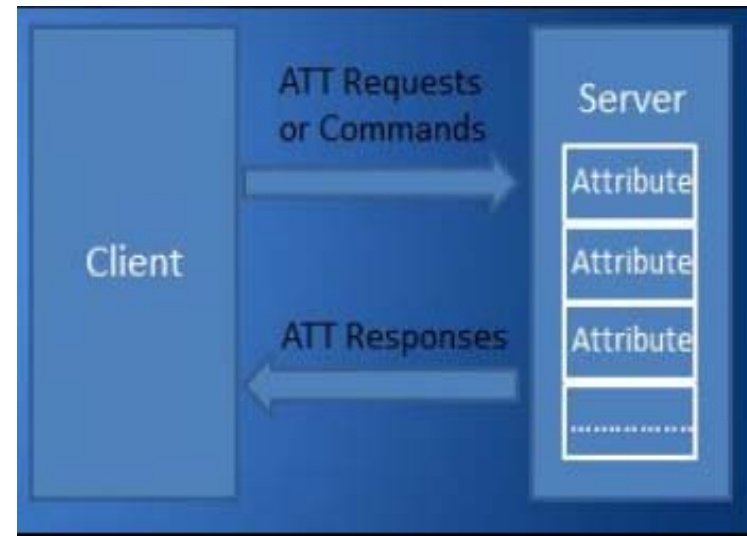 Client
ATT Requests
or Commands
ATT Responses
Server
Attribute
Attribute
Attribute
...............